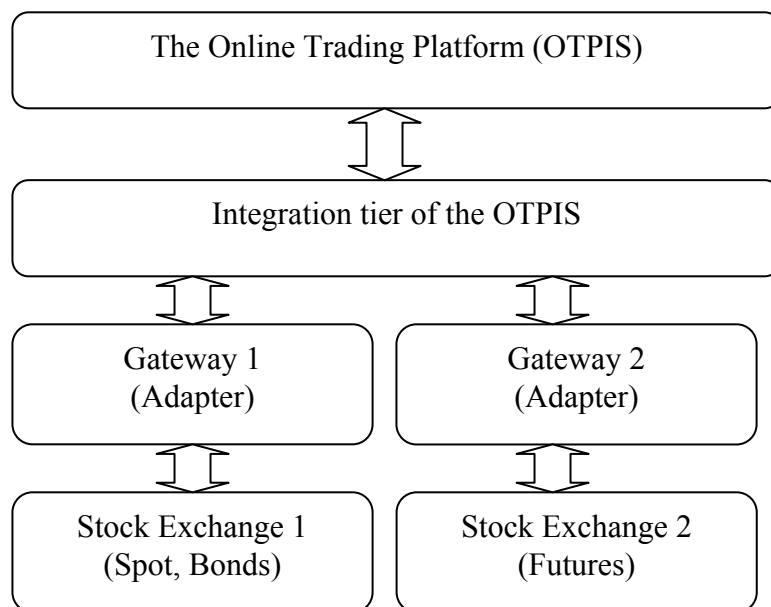 The Online Trading Platform (OTPIS)
Integration tier of the OTPIS
Gateway 1
(Adapter)
Gateway 2
(Adapter)
Stock Exchange 1
(Spot, Bonds)
Stock Exchange 2
(Futures)